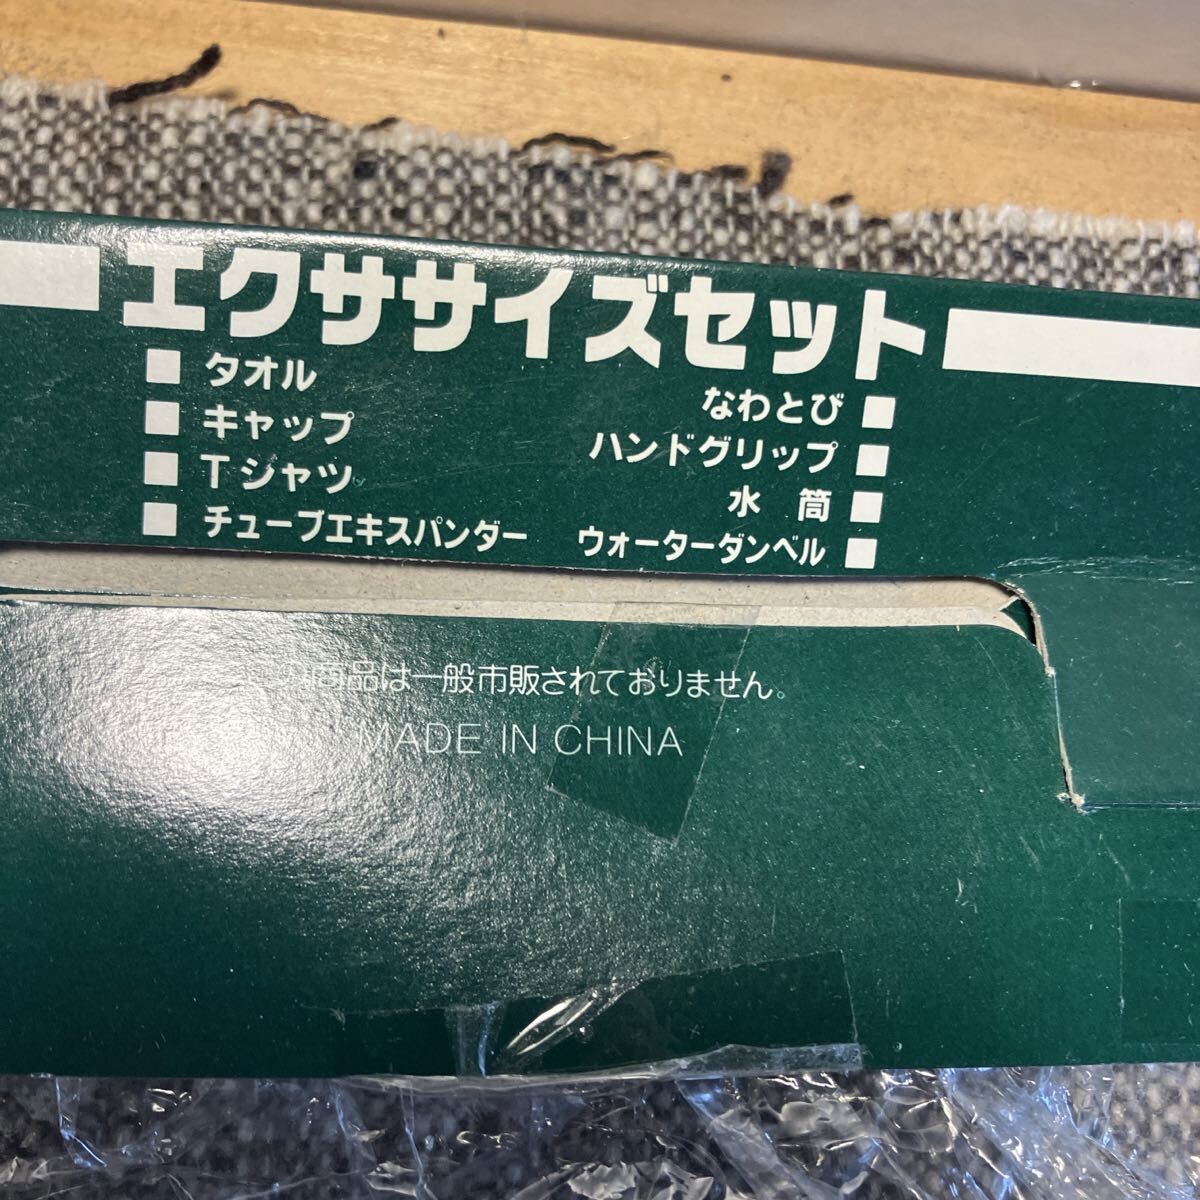 エクササイズセット
タオル
キャップ
Tシャツ
チューブエキスパンダー
なわとび
ハンドグリップ
水筒
ウォーターダンベル
商品は一般市販されておりません。
MADE IN CHINA